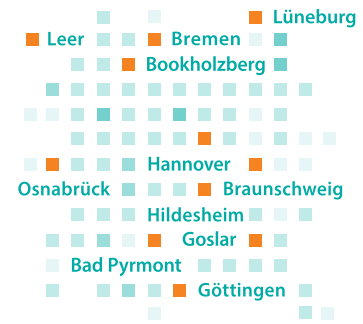 Lüneburg
Leer Bremen
Bookholzberg
Hannover
Osnabrück Braunschweig
Hildesheim
Goslar
Bad Pyrmont
Göttingen